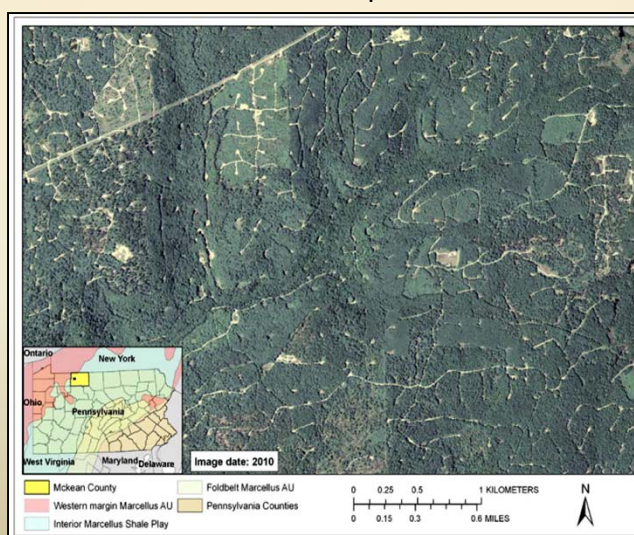 Ontario
New York
Ohio
Pennsylvania
West Virginia
Maryland
Delaware
Image date: 2010
Mckean County
Western margin Marcellus AU
Interior Marcellus Shale Play
Foldbelt Marcellus AU
Pennsylvania Counties
0 0.25 0.5 1 KILOMETERS
0 0.15 0.3 0.6 MILES
N